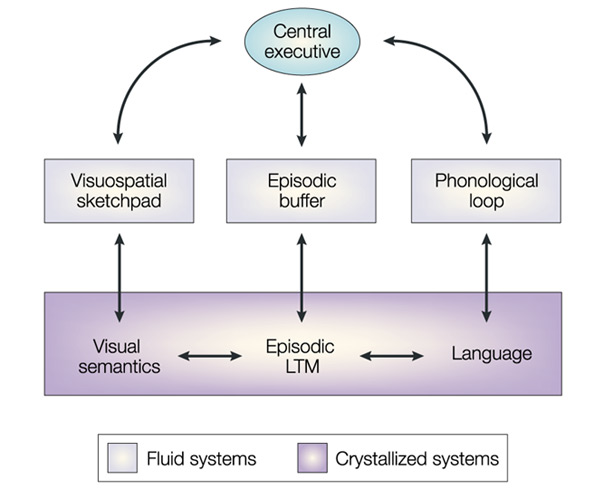 Central
executive
Visuospatial
sketchpad
Episodic
buffer
Phonological
loop
Visual
semantics
Episodic
LTM
Language
Fluid systems
Crystallized systems